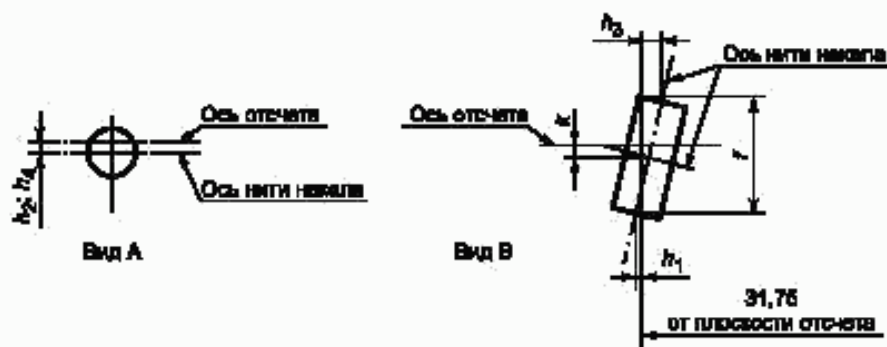 h₃
Ось нити накала
Ось отсчета
Ось отсчета
k
f
h₂; h₄
Ось нити накала
Вид А
Вид В
h₁
31,75
от плоскости отсчета